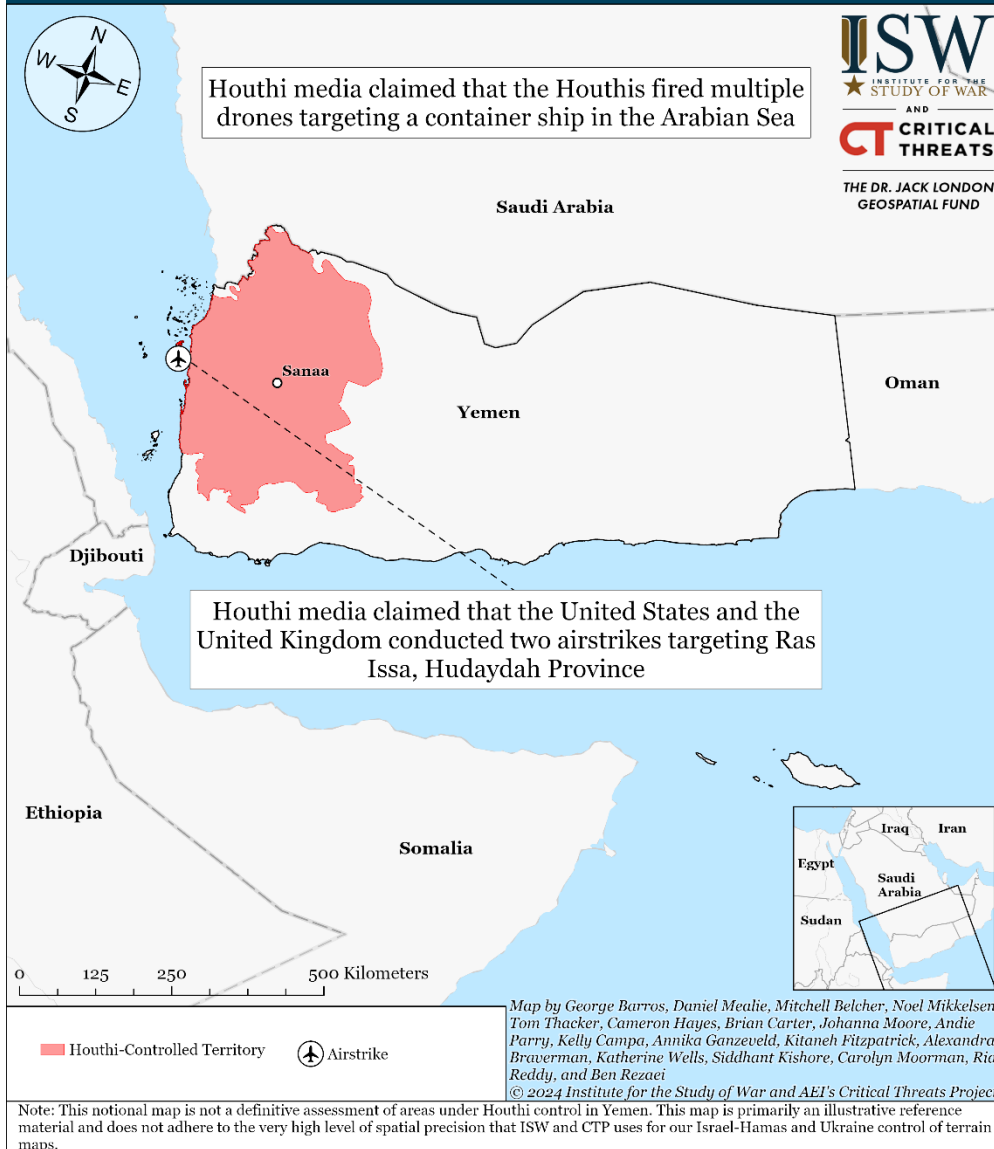 N
W
E
S
ISW
INSTITUTE FOR THE
STUDY OF WAR
AND
CT CRITICAL
THREATS
THE DR. JACK LONDON
GEOSPATIAL FUND
Houthi media claimed that the Houthis fired multiple
drones targeting a container ship in the Arabian Sea
Saudi Arabia
Sanaa
Yemen
Oman
Djibouti
Houthi media claimed that the United States and the
United Kingdom conducted two airstrikes targeting Ras
Issa, Hudaydah Province
Ethiopia
Somalia
Iraq
Iran
Egypt
Saudi
Arabia
Sudan
0 125 250 500 Kilometers
Houthi-Controlled Territory
Airstrike
Map by George Barros, Daniel Mealie, Mitchell Belcher, Noel Mikkelsen
Tom Thacker, Cameron Hayes, Brian Carter, Johanna Moore, Andie
Parry, Kelly Campa, Annika Ganzeveld, Kitaneh Fitzpatrick, Alexandra
Braverman, Katherine Wells, Siddhant Kishore, Carolyn Moorman, Ria
Reddy, and Ben Rezaei
© 2024 Institute for the Study of War and AEI's Critical Threats Project
Note: This notional map is not a definitive assessment of areas under Houthi control in Yemen. This map is primarily an illustrative reference
material and does not adhere to the very high level of spatial precision that ISW and CTP uses for our Israel-Hamas and Ukraine control of terrain
maps.